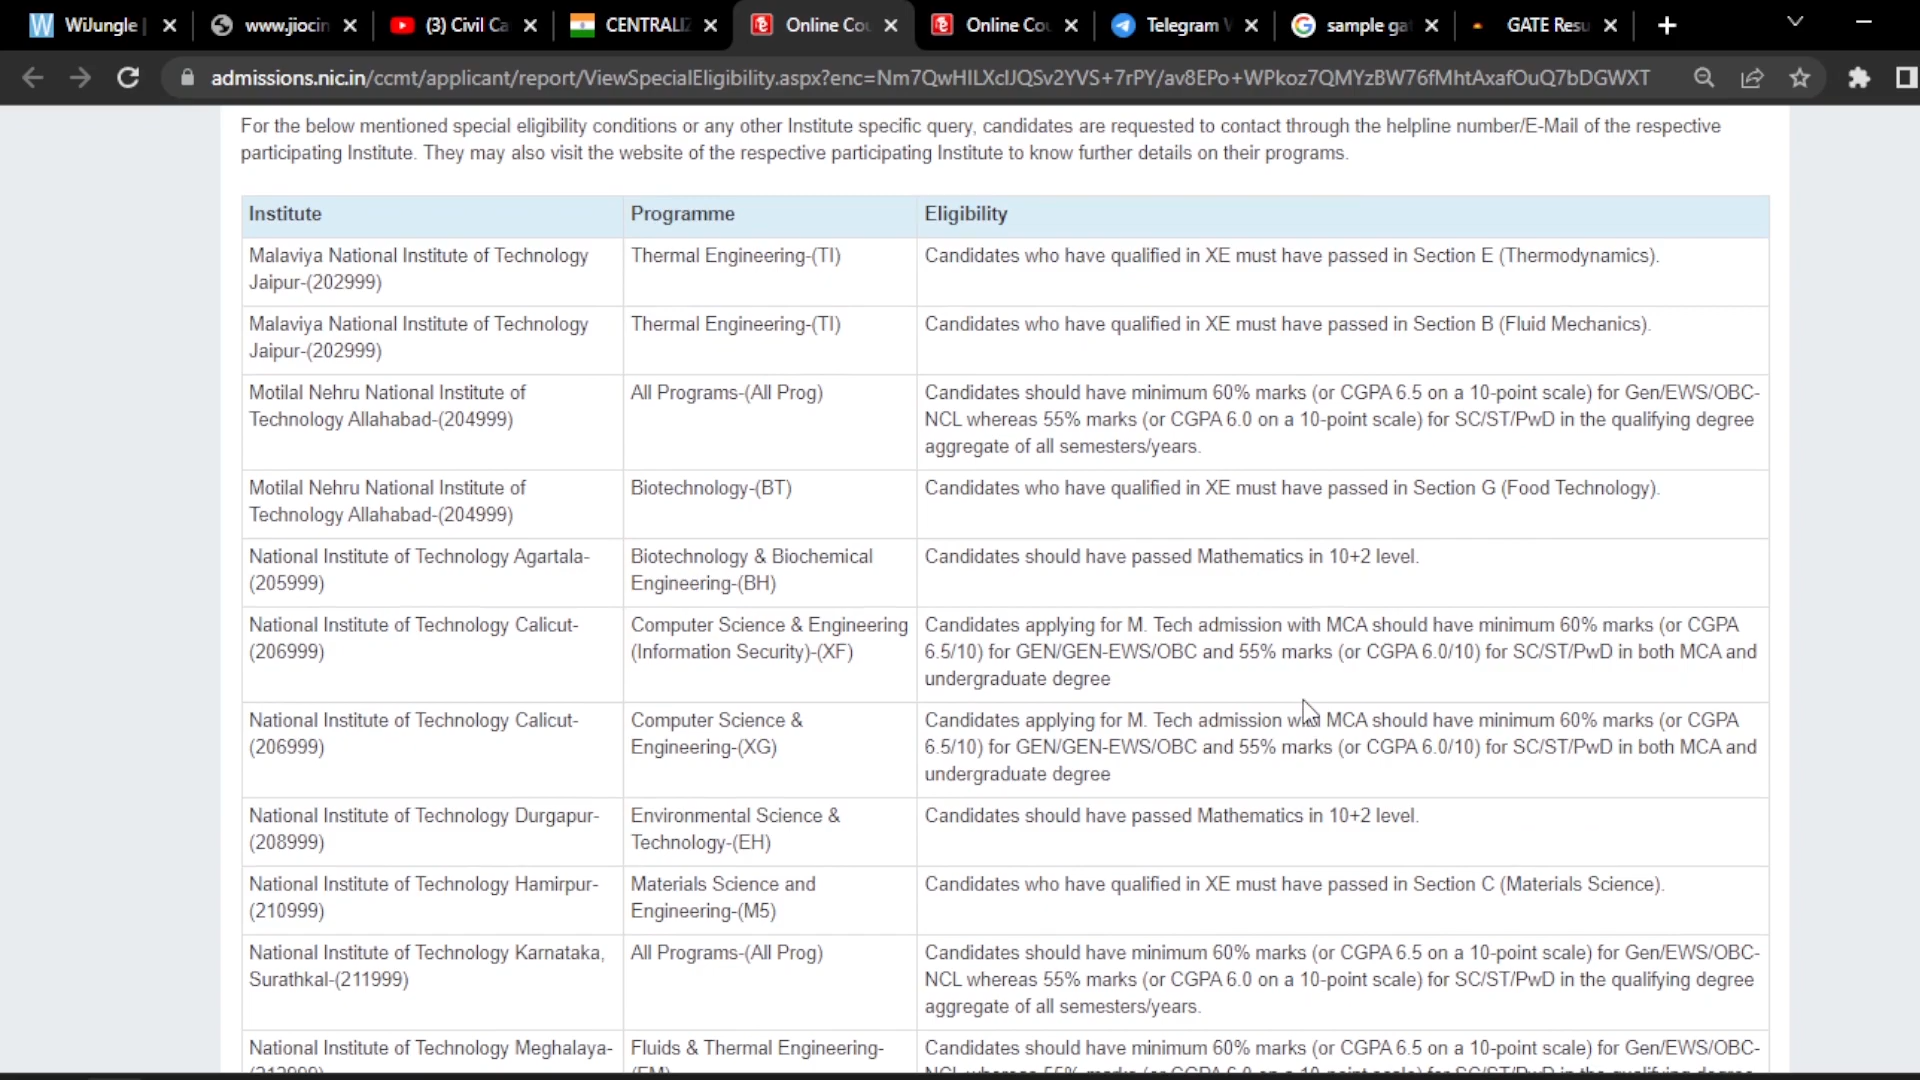 WiJungle |
www.jiocin
(3) Civil Ca
CENTRALIZ
Online Cou
Online Cou
Telegram W
sample gat
GATE Resu
admissions.nic.in/ccmt/applicant/report/ViewSpecialEligibility.aspx?enc=Nm7QwHILXclJQSv2YVS+7rPY/av8EPo+WPkoz7QMYzBW76fMhtAxafOuQ7bDGWXT
For the below mentioned special eligibility conditions or any other Institute specific query, candidates are requested to contact through the helpline number/E-Mail of the respective
participating Institute. They may also visit the website of the respective participating Institute to know further details on their programs.
Institute Programme Eligibility
Malaviya National Institute of Technology Thermal Engineering-(TI) Candidates who have qualified in XE must have passed in Section E (Thermodynamics).
Jaipur-(202999)
Malaviya National Institute of Technology Thermal Engineering-(TI) Candidates who have qualified in XE must have passed in Section B (Fluid Mechanics).
Jaipur-(202999)
Motilal Nehru National Institute of All Programs-(All Prog) Candidates should have minimum 60% marks (or CGPA 6.5 on a 10-point scale) for Gen/EWS/OBC-
Technology Allahabad-(204999) NCL whereas 55% marks (or CGPA 6.0 on a 10-point scale) for SC/ST/PwD in the qualifying degree
aggregate of all semesters/years.
Motilal Nehru National Institute of Biotechnology-(BT) Candidates who have qualified in XE must have passed in Section G (Food Technology).
Technology Allahabad-(204999)
National Institute of Technology Agartala- Biotechnology & Biochemical Candidates should have passed Mathematics in 10+2 level.
(205999) Engineering-(BH)
National Institute of Technology Calicut- Computer Science & Engineering Candidates applying for M. Tech admission with MCA should have minimum 60% marks (or CGPA
(206999) (Information Security)-(XF) 6.5/10) for GEN/GEN-EWS/OBC and 55% marks (or CGPA 6.0/10) for SC/ST/PwD in both MCA and
undergraduate degree
National Institute of Technology Calicut- Computer Science & Candidates applying for M. Tech admission with MCA should have minimum 60% marks (or CGPA
(206999) Engineering-(XG) 6.5/10) for GEN/GEN-EWS/OBC and 55% marks (or CGPA 6.0/10) for SC/ST/PwD in both MCA and
undergraduate degree
National Institute of Technology Durgapur- Environmental Science & Candidates should have passed Mathematics in 10+2 level.
(208999) Technology-(EH)
National Institute of Technology Hamirpur- Materials Science and Candidates who have qualified in XE must have passed in Section C (Materials Science).
(210999) Engineering-(M5)
National Institute of Technology Karnataka, All Programs-(All Prog) Candidates should have minimum 60% marks (or CGPA 6.5 on a 10-point scale) for Gen/EWS/OBC-
Surathkal-(211999) NCL whereas 55% marks (or CGPA 6.0 on a 10-point scale) for SC/ST/PwD in the qualifying degree
aggregate of all semesters/years.
National Institute of Technology Meghalaya- Fluids & Thermal Engineering- Candidates should have minimum 60% marks (or CGPA 6.5 on a 10-point scale) for Gen/EWS/OBC-